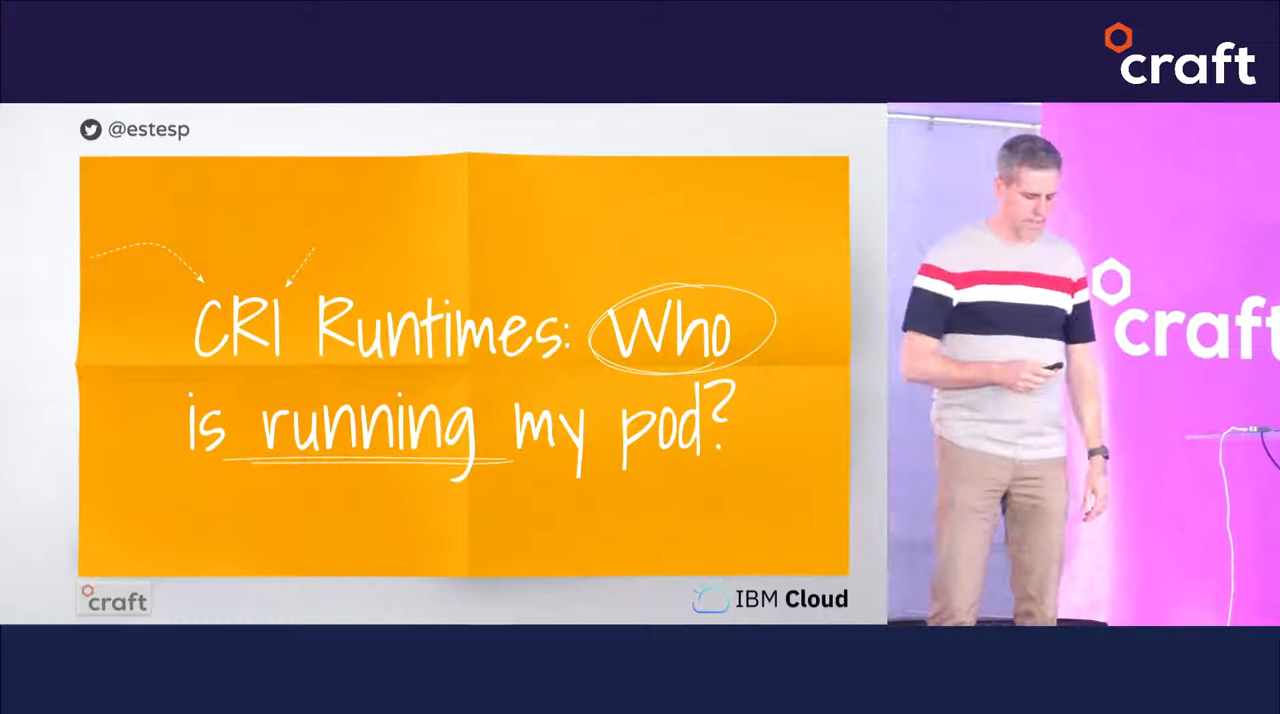 craft
@estesp
CRI Runtimes: Who
is running my pod?
craft
IBM Cloud
craft